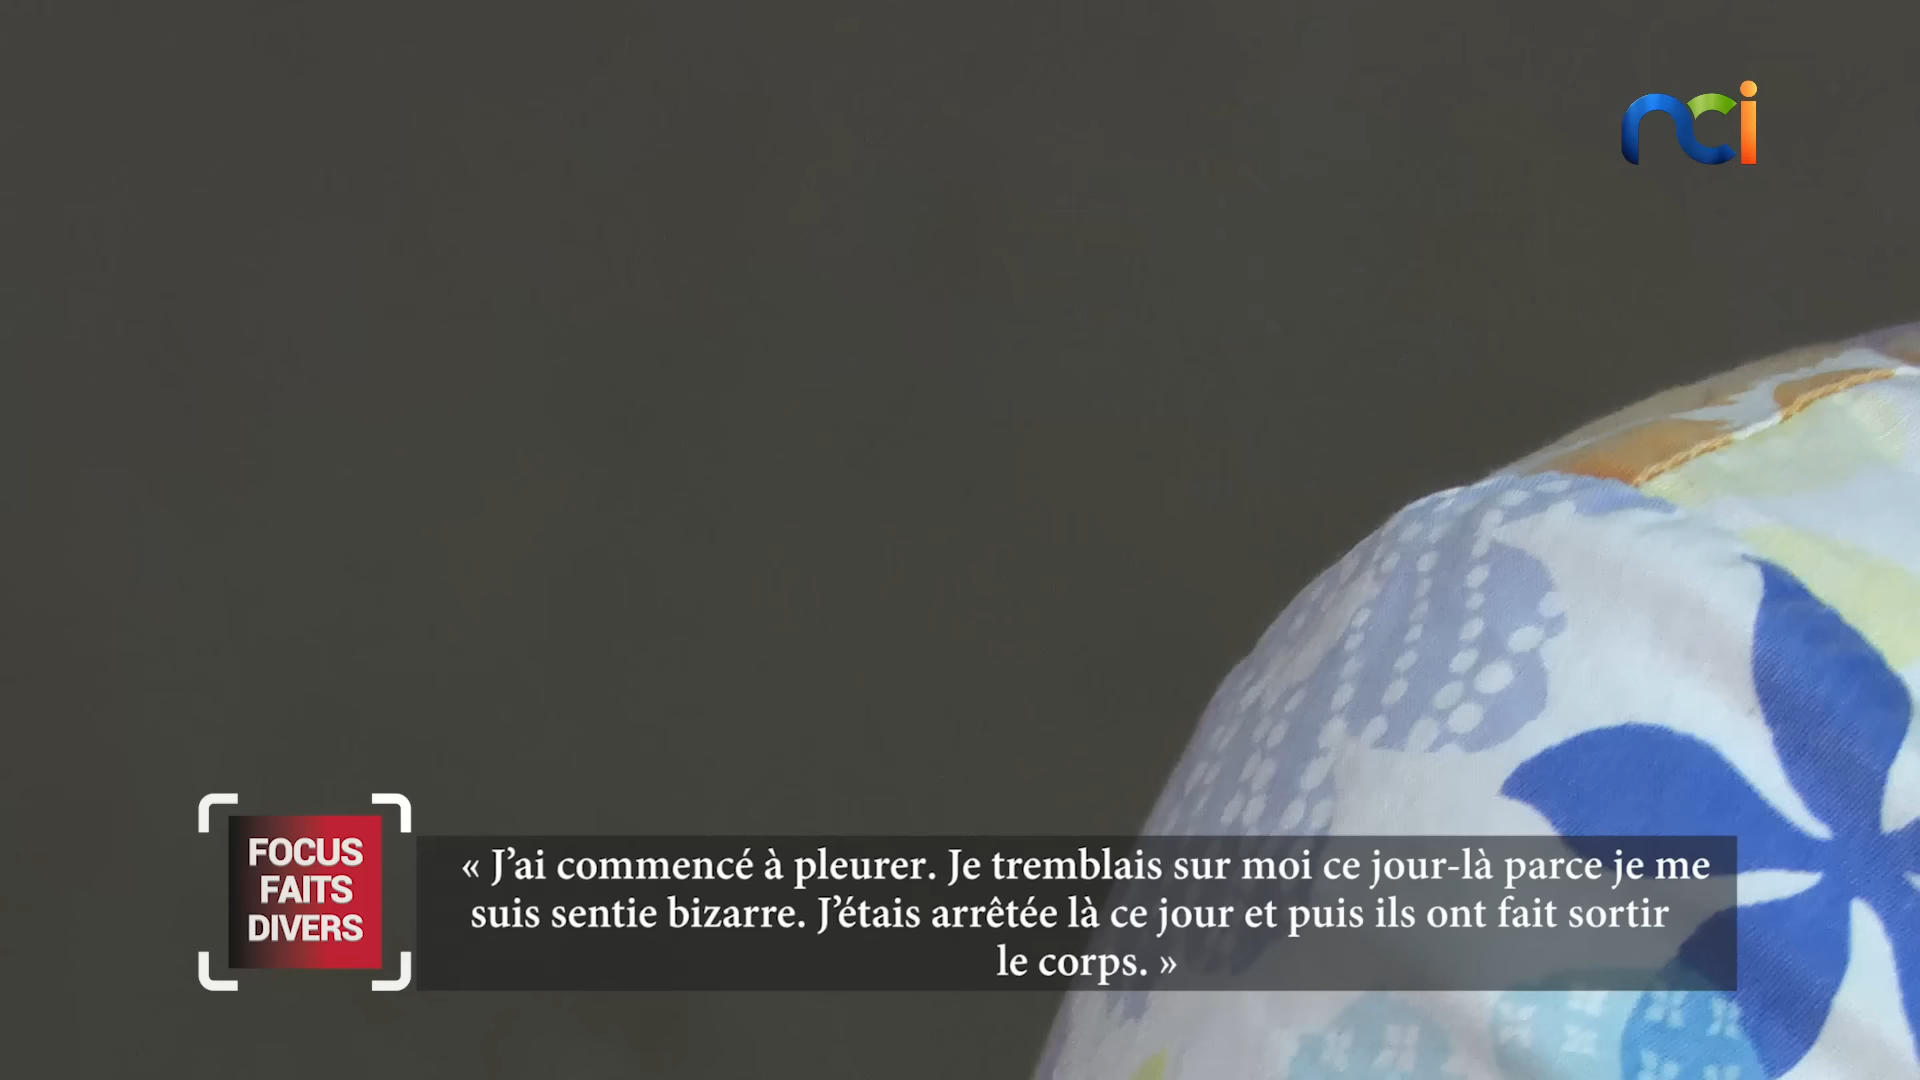 nci
FOCUS
FAITS
DIVERS
« J’ai commencé à pleurer. Je tremblais sur moi ce jour-là parce je me
suis sentie bizarre. J’étais arrêtée là ce jour et puis ils ont fait sortir
le corps. »